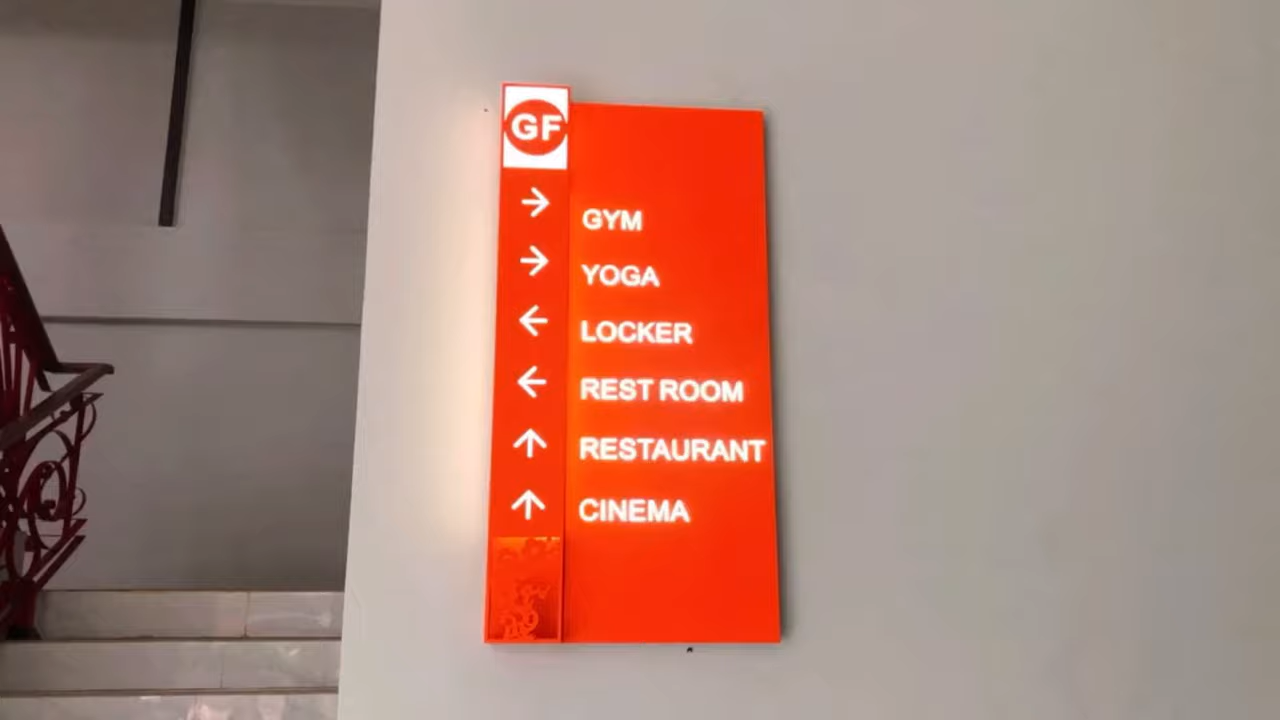 GF
→ GYM
→ YOGA
← LOCKER
← REST ROOM
↑ RESTAURANT
↑ CINEMA